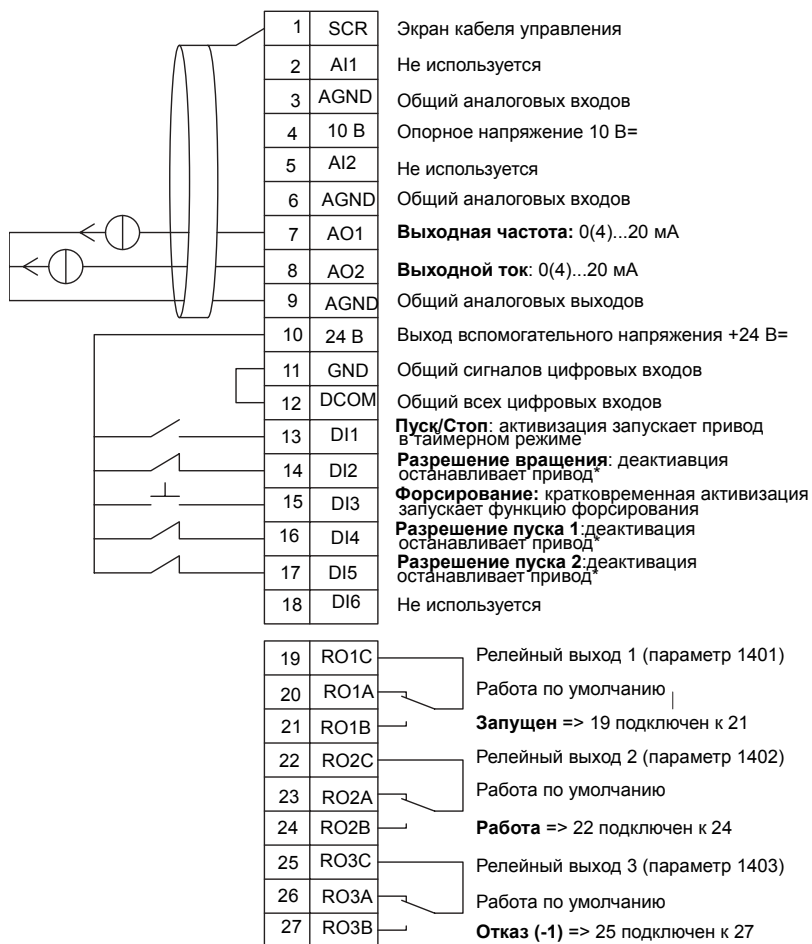 1 SCR Экран кабеля управления
2 AI1 Не используется
3 AGND Общий аналоговых входов
4 10 В Опорное напряжение 10 В=
5 AI2 Не используется
6 AGND Общий аналоговых входов
7 AO1 Выходная частота: 0(4)...20 мА
8 AO2 Выходной ток: 0(4)...20 мА
9 AGND Общий аналоговых выходов
10 24 В Выход вспомогательного напряжения +24 В=
11 GND Общий сигналов цифровых входов
12 DCOM Общий всех цифровых входов
13 DI1 Пуск/Стоп: активизация запускает привод
в таймерном режиме
14 DI2 Разрешение вращения: деактиавция
останавливает привод*
15 DI3 Форсирование: кратковременная активизация
запускает функцию форсирования
16 DI4 Разрешение пуска 1:деактивация
останавливает привод*
17 DI5 Разрешение пуска 2:деактивация
останавливает привод*
18 DI6 Не используется
19 RO1C Релейный выход 1 (параметр 1401)
20 RO1A Работа по умолчанию
21 RO1B Запущен => 19 подключен к 21
22 RO2C Релейный выход 2 (параметр 1402)
23 RO2A Работа по умолчанию
24 RO2B Работа => 22 подключен к 24
25 RO3C Релейный выход 3 (параметр 1403)
26 RO3A Работа по умолчанию
27 RO3B Отказ (-1) => 25 подключен к 27